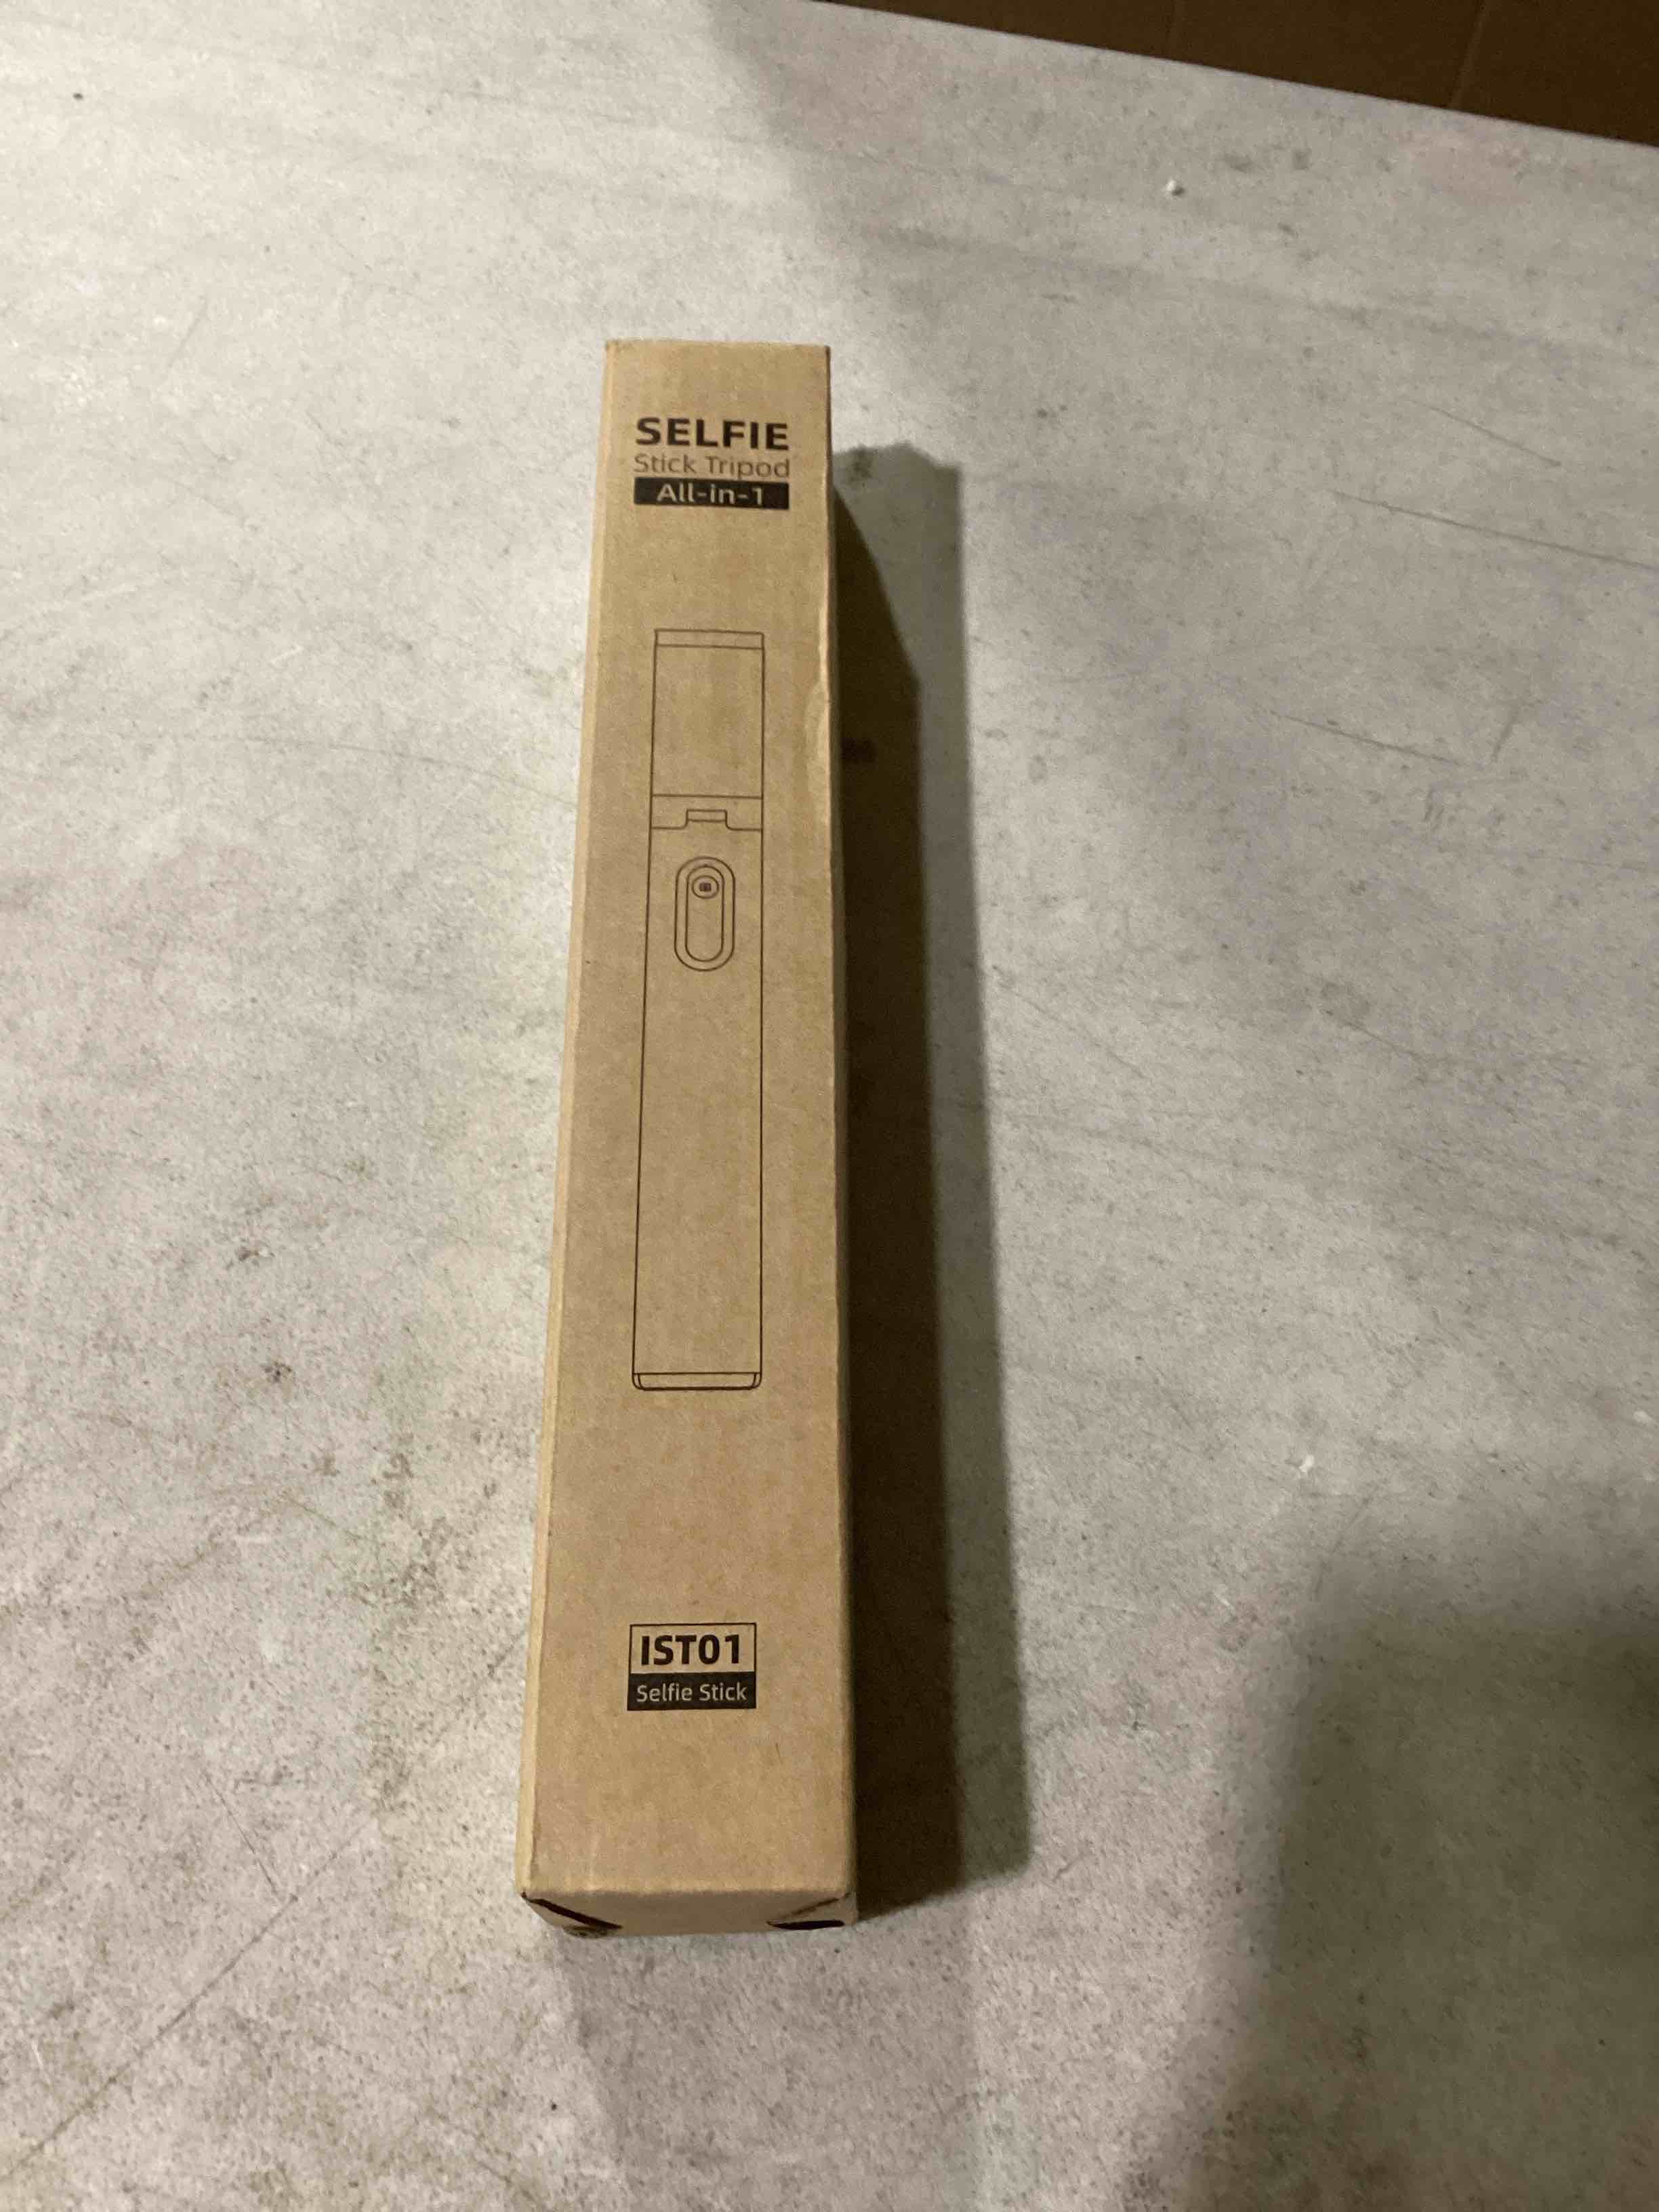 SELFIE
Stick Tripod
All-in-1
IST01
Selfie Stick